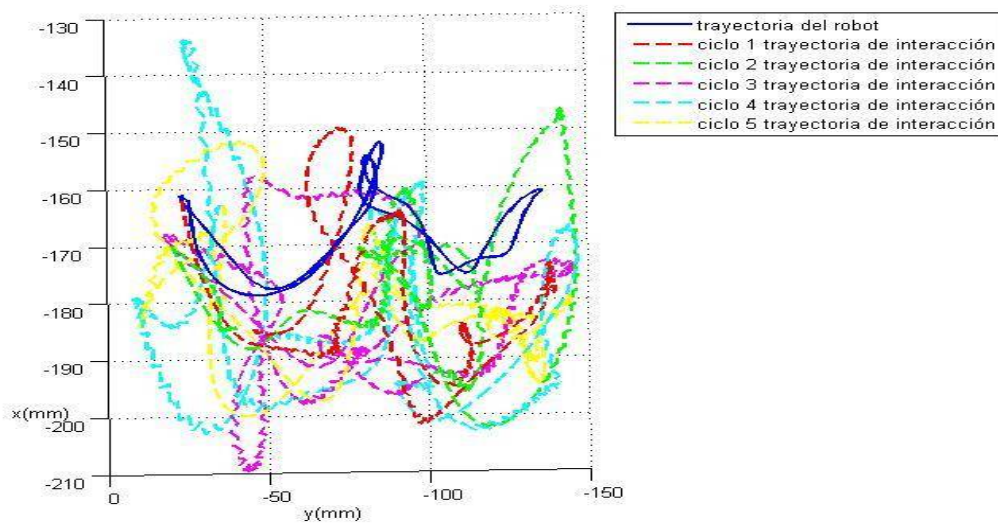 -130
-140
-150
-160
-170
-180
-190
x(mm)
-200
-210
0
-50
-100
-150
y(mm)
trayectoria del robot
ciclo 1 trayectoria de interacción
ciclo 2 trayectoria de interacción
ciclo 3 trayectoria de interacción
ciclo 4 trayectoria de interacción
ciclo 5 trayectoria de interacción